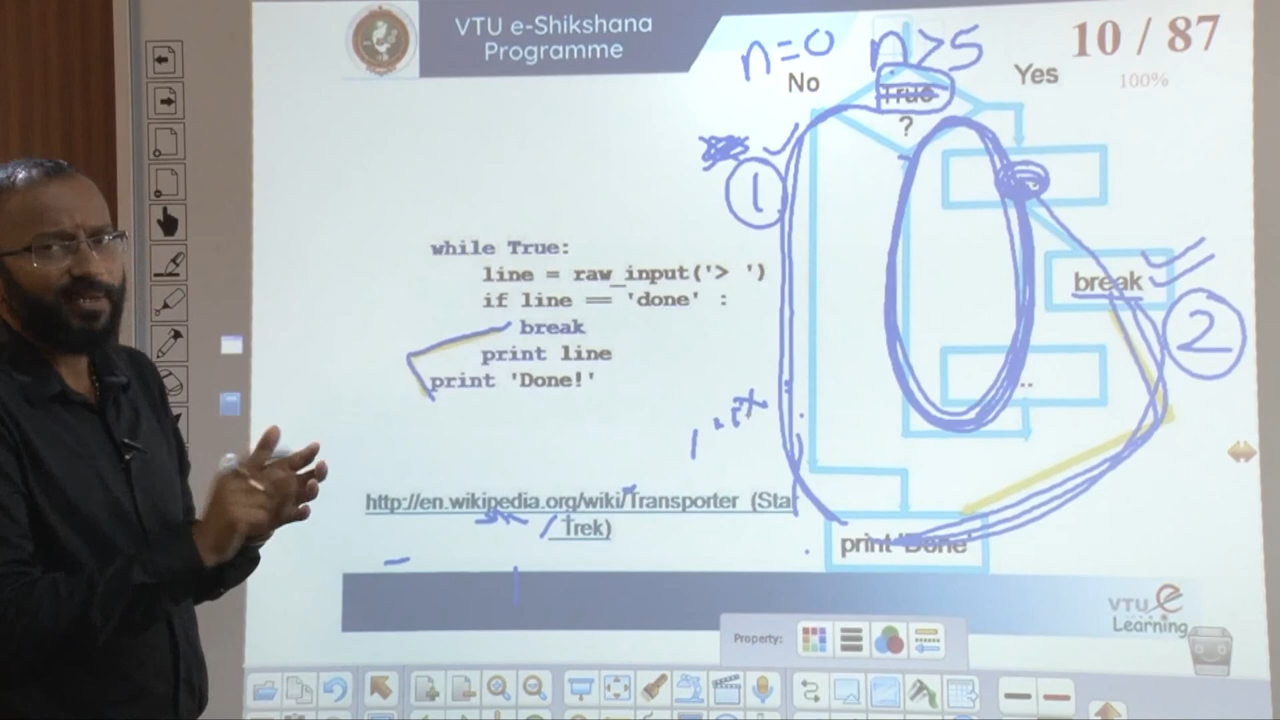 VTU e-Shikshana
Programme
n=0
n>5
10 / 87
100%
No
True
?
Yes
1
while True:
line = raw_input('> ')
if line == 'done' :
break
print line
print 'Done!'
break
2
..
http://en.wikipedia.org/wiki/Transporter_(Sta
Trek)
print 'Done'
VTU e
Learning
Property: